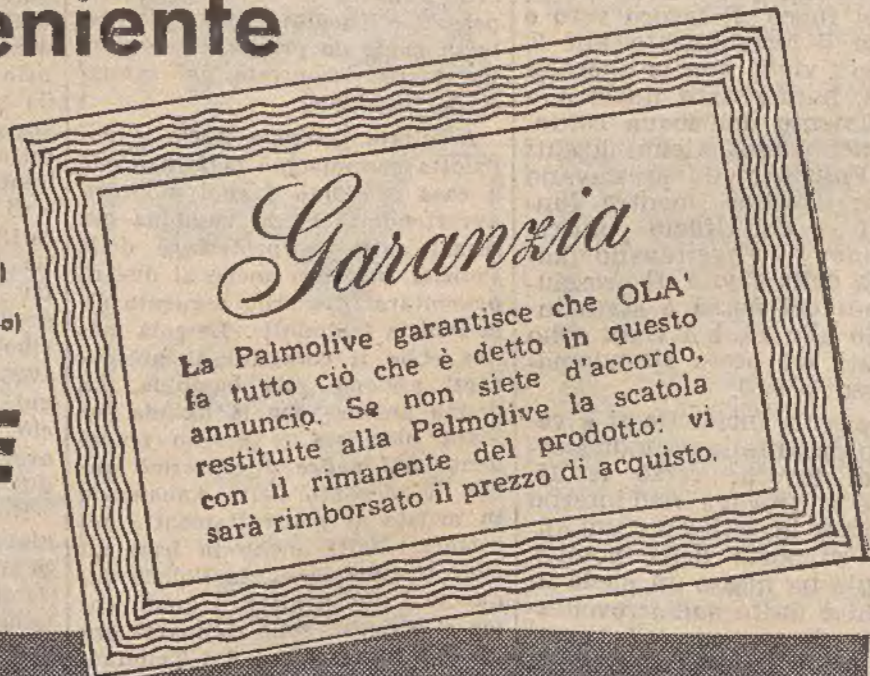 eniente
Garanzia
La Palmolive garantisce che OLA'
fa tutto ciò che è detto in questo
annuncio. Se non siete d'accordo,
restituite alla Palmolive la scatola
con il rimanente del prodotto: vi
sarà rimborsato il prezzo di acquisto.